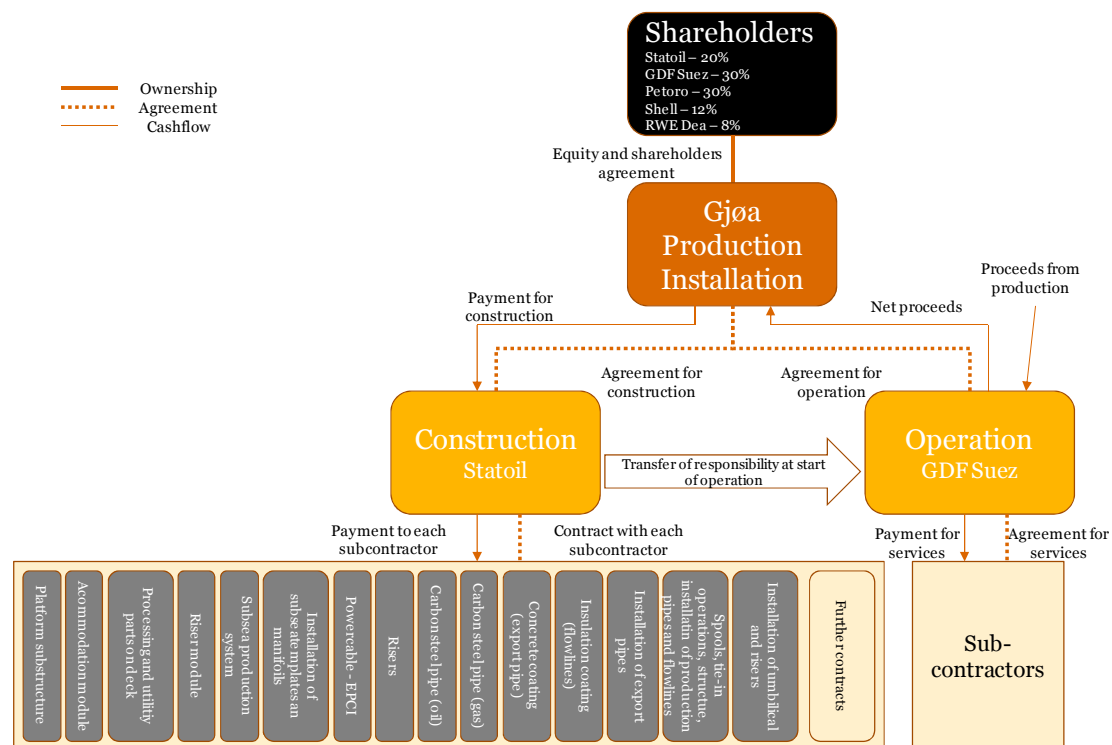 Shareholders
Statoil – 20%
GDF Suez – 30%
Petoro – 30%
Shell – 12%
RWE Dea – 8%
Ownership
Agreement
Cashflow
Equity and shareholders
agreement
Gjøa
Production
Installation
Proceeds from
production
Payment for
construction
Net proceeds
Agreement for
construction
Agreement for
operation
Construction
Statoil
Transfer of responsibility at start
of operation
Operation
GDF Suez
Payment to each
subcontractor
Contract with each
subcontractor
Payment for
services
Agreement for
services
Platform substructure
Acommodation module
Processing and utilitiy
parts on deck
Riser module
Subsea production
system
Installation of
subseatemplates an
manifoils
Powercable - EPCI
Risers
Carbon steel pipe (oil)
Carbon steel pipe (gas)
Concrete coating
(export pipe)
Insulation coating
(flowlines)
Installation of export
pipes
Spools, tie-in
operations, structue,
installatin of production
pipes and flowlines
Installation of umbilical
and risers
Further contracts
Sub-
contractors